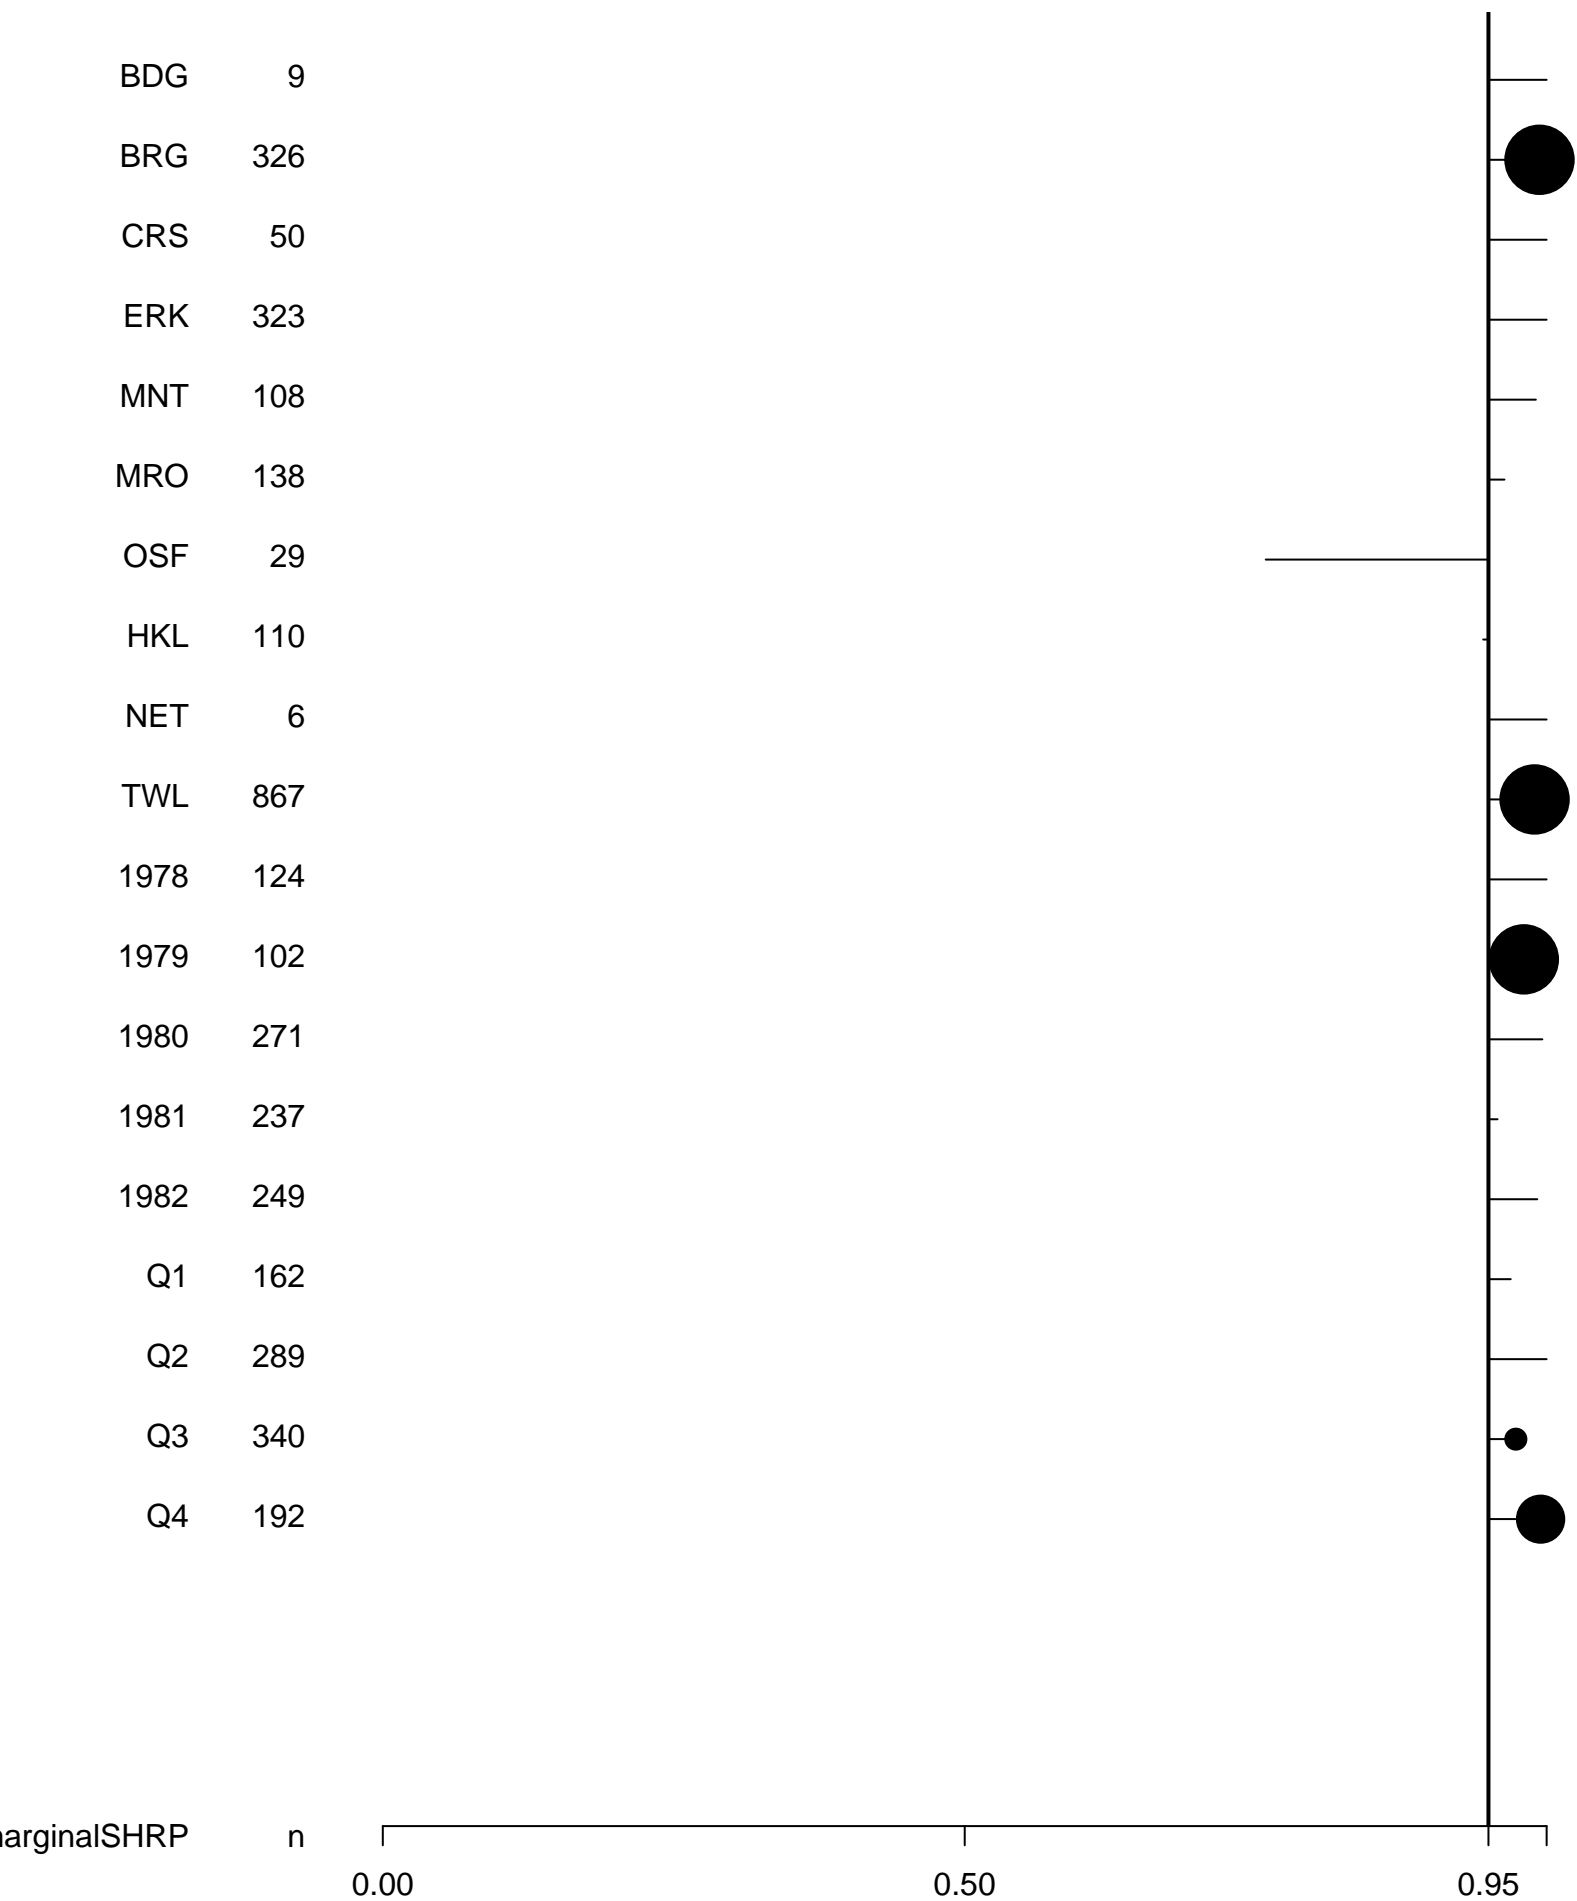 BDG 9
BRG 326
CRS 50
ERK 323
MNT 108
MRO 138
OSF 29
HKL 110
NET 6
TWL 867
1978 124
1979 102
1980 271
1981 237
1982 249
Q1 162
Q2 289
Q3 340
Q4 192
arginalSHRP n
0.00 0.50 0.95